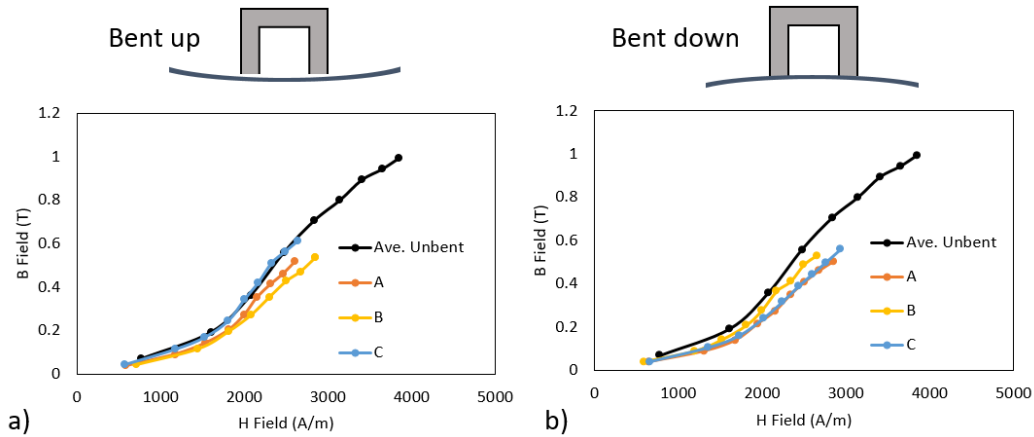 Bent up
1.2
1
0.8
0.6
0.4
0.2
0
B Field (T)
0 1000 2000 3000 4000 5000
H Field (A/m)
Ave. Unbent
A
B
C
a)
Bent down
1.2
1
0.8
0.6
0.4
0.2
0
B Field (T)
0 1000 2000 3000 4000 5000
H Field (A/m)
Ave. Unbent
A
B
C
b)